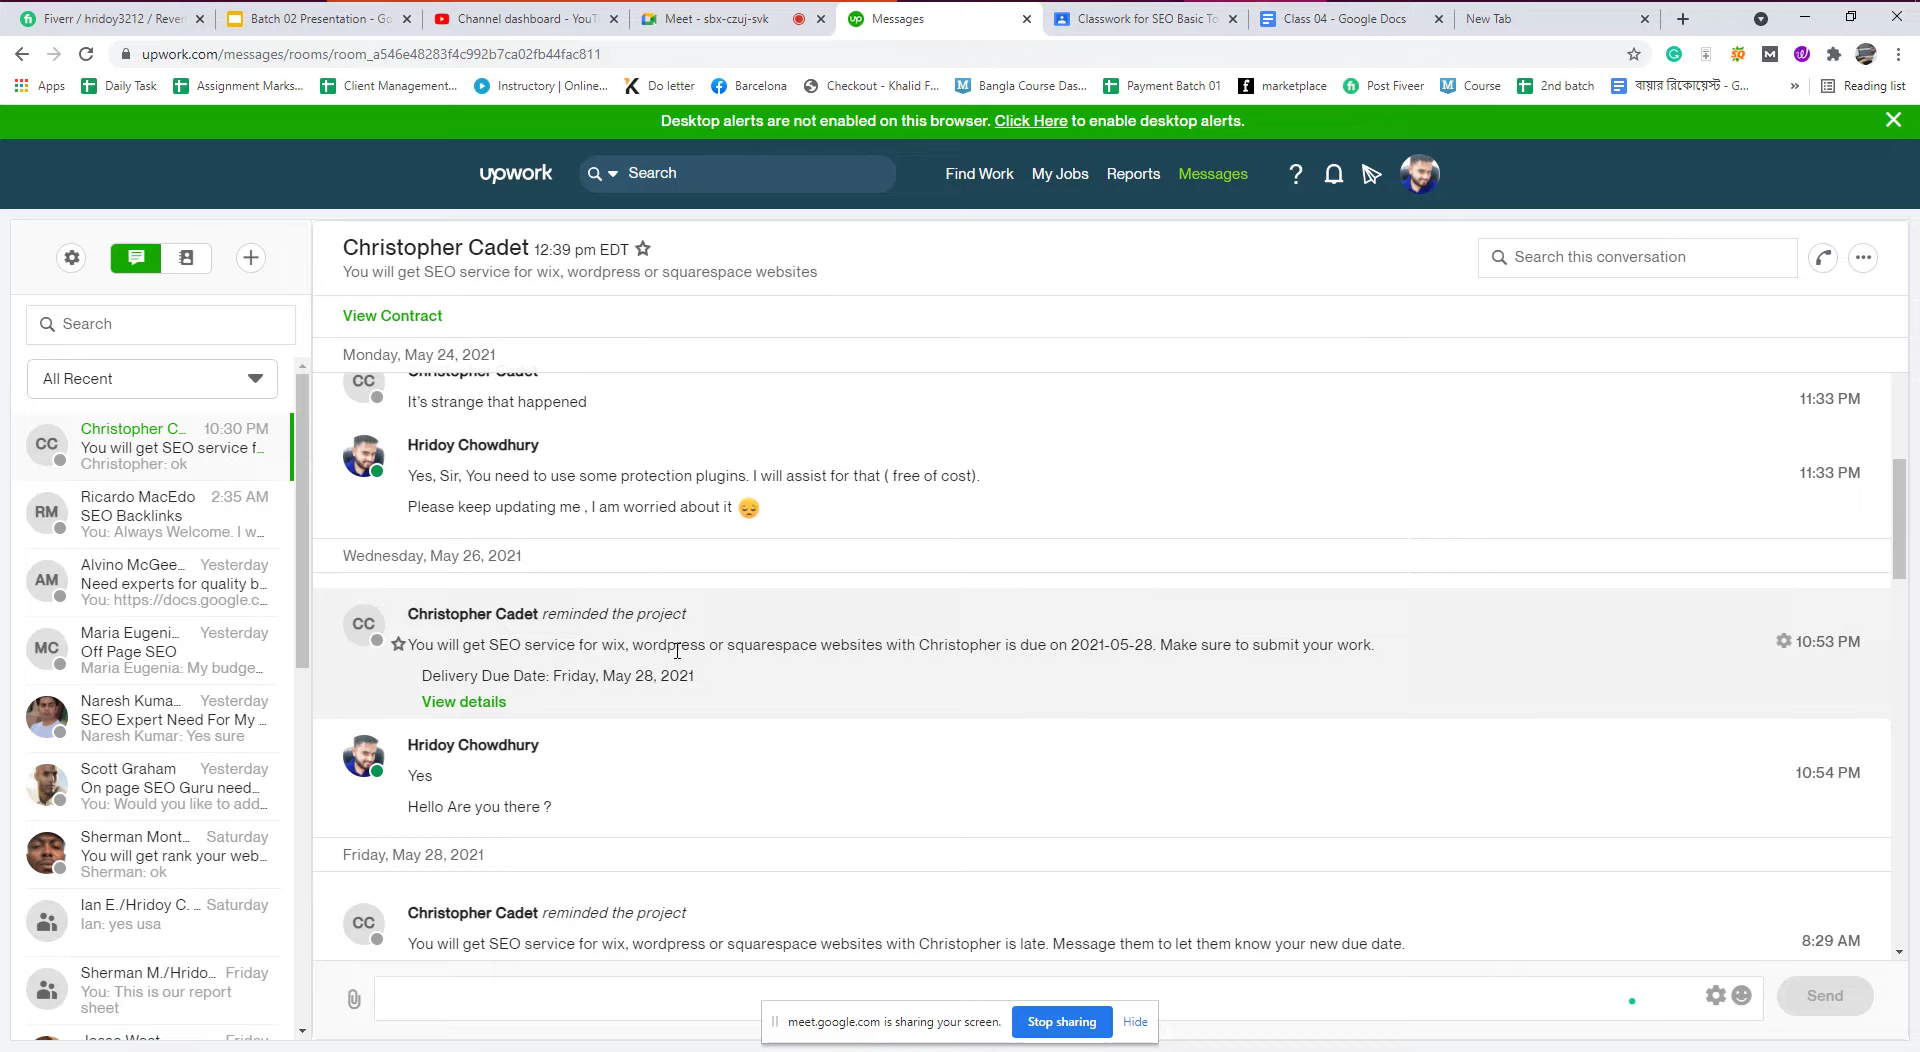 Fiverr / hridoy3212 / Reven
Batch 02 Presentation - Go
Channel dashboard - YouT
Meet - sbx-czuj-svk
Messages
Classwork for SEO Basic To
Class 04 - Google Docs
New Tab
upwork.com/messages/rooms/room_a546e48283f4c992b7ca02fb44fac811
Apps
Daily Task
Assignment Marks...
Client Management...
Instructory | Online...
Do letter
Barcelona
Checkout - Khalid F...
Bangla Course Das...
Payment Batch 01
marketplace
Post Fiveer
Course
2nd batch
বায়ার রিকোয়েস্ট - G...
»
Reading list
Desktop alerts are not enabled on this browser. Click Here to enable desktop alerts.
upwork
Search
Find Work
My Jobs
Reports
Messages
Search
All Recent
Christopher C... 10:30 PM
You will get SEO service f...
Christopher: ok
CC
Ricardo MacEdo 2:35 AM
SEO Backlinks
You: Always Welcome. I w...
RM
Alvino McGee... Yesterday
Need experts for quality b...
You: https://docs.google.c...
AM
Maria Eugeni... Yesterday
Off Page SEO
Maria Eugenia: My budge...
MC
Naresh Kuma... Yesterday
SEO Expert Need For My ...
Naresh Kumar: Yes sure
Scott Graham Yesterday
On page SEO Guru need...
You: Would you like to add...
Sherman Mont... Saturday
You will get rank your web...
Sherman: ok
Ian E./Hridoy C. ... Saturday
Ian: yes usa
Sherman M./Hrido... Friday
You: This is our report
sheet
Christopher Cadet 12:39 pm EDT
You will get SEO service for wix, wordpress or squarespace websites
Search this conversation
View Contract
Monday, May 24, 2021
Christopher Cadet
CC
It's strange that happened
11:33 PM
Hridoy Chowdhury
Yes, Sir, You need to use some protection plugins. I will assist for that ( free of cost).
11:33 PM
Please keep updating me , I am worried about it 😞
Wednesday, May 26, 2021
Christopher Cadet reminded the project
CC
You will get SEO service for wix, wordpress or squarespace websites with Christopher is due on 2021-05-28. Make sure to submit your work.
10:53 PM
Delivery Due Date: Friday, May 28, 2021
View details
Hridoy Chowdhury
Yes
10:54 PM
Hello Are you there ?
Friday, May 28, 2021
Christopher Cadet reminded the project
CC
You will get SEO service for wix, wordpress or squarespace websites with Christopher is late. Message them to let them know your new due date.
8:29 AM
Send
meet.google.com is sharing your screen.
Stop sharing
Hide